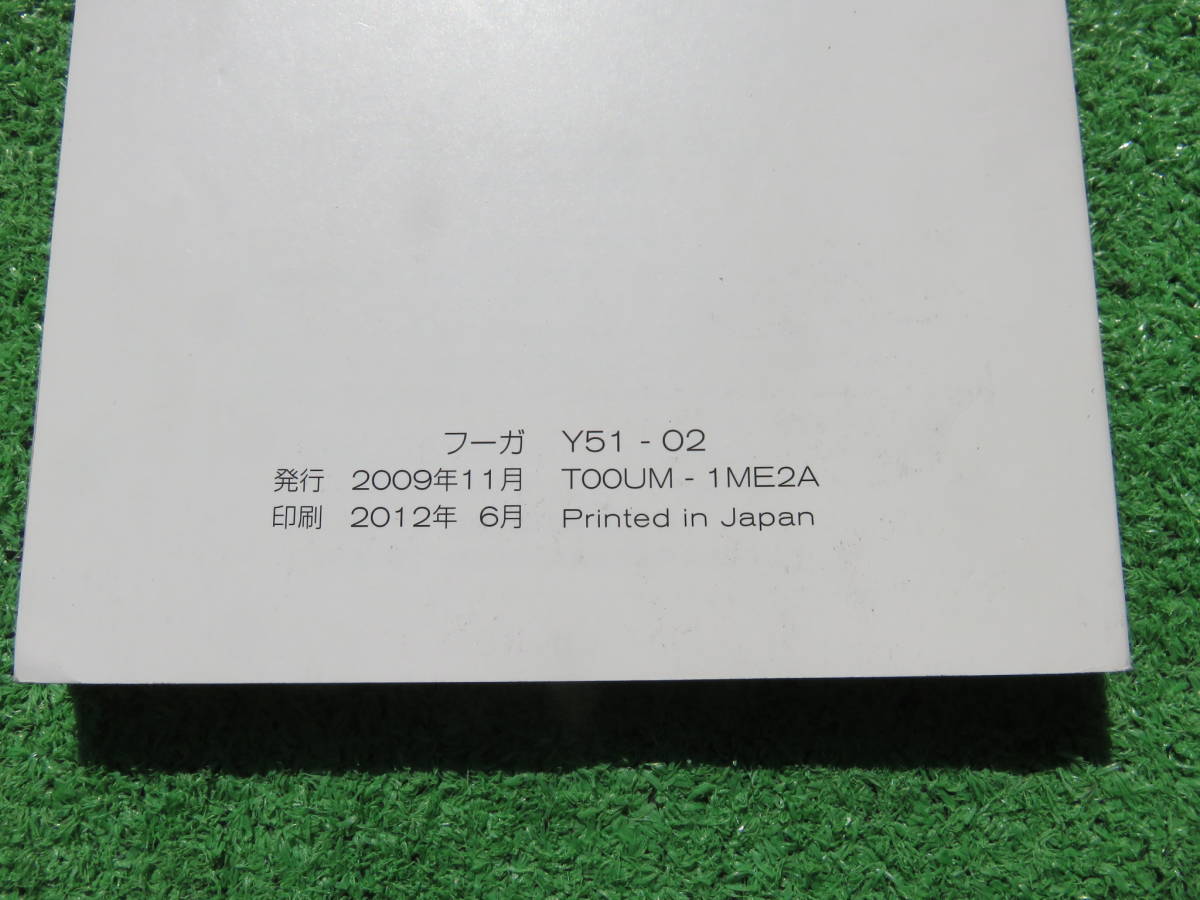 フーガ Y51 - 02
発行 2009年11月 T00UM - 1ME2A
印刷 2012年 6月 Printed in Japan